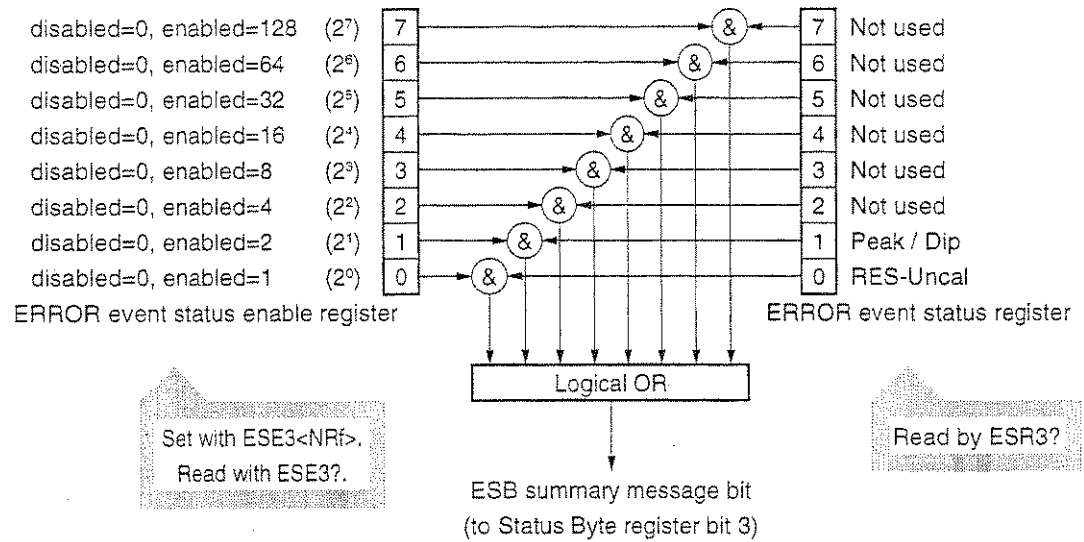 disabled=0, enabled=128 (2⁷) 7 & 7 Not used
disabled=0, enabled=64 (2⁶) 6 & 6 Not used
disabled=0, enabled=32 (2⁵) 5 & 5 Not used
disabled=0, enabled=16 (2⁴) 4 & 4 Not used
disabled=0, enabled=8 (2³) 3 & 3 Not used
disabled=0, enabled=4 (2²) 2 & 2 Not used
disabled=0, enabled=2 (2¹) 1 & 1 Peak / Dip
disabled=0, enabled=1 (2⁰) 0 & 0 RES-Uncal
ERROR event status enable register
ERROR event status register
Logical OR
Set with ESE3<NRf>.
Read with ESE3?.
Read by ESR3?
ESB summary message bit
(to Status Byte register bit 3)